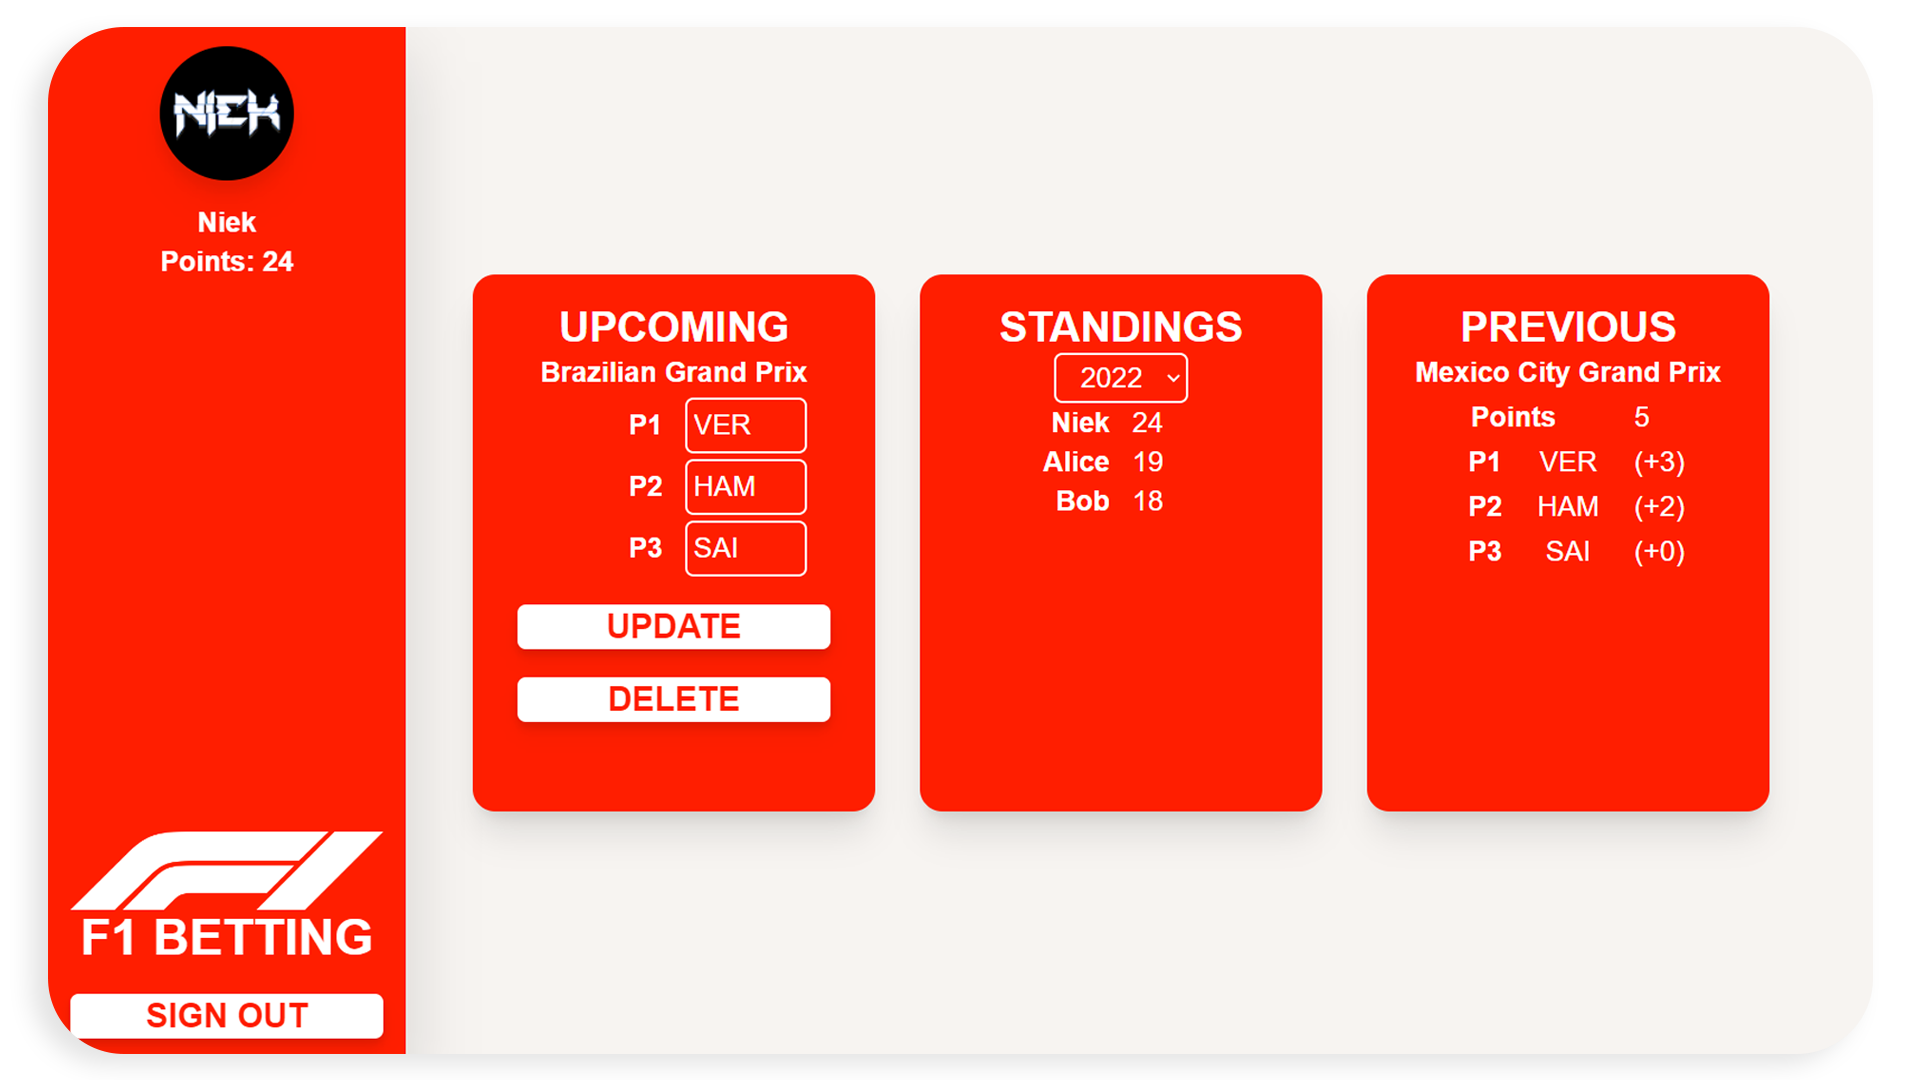 NIEK
Niek
Points: 24
F1 BETTING
SIGN OUT
UPCOMING
Brazilian Grand Prix
P1 VER
P2 HAM
P3 SAI
UPDATE
DELETE
STANDINGS
2022
Niek 24
Alice 19
Bob 18
PREVIOUS
Mexico City Grand Prix
Points 5
P1 VER (+3)
P2 HAM (+2)
P3 SAI (+0)